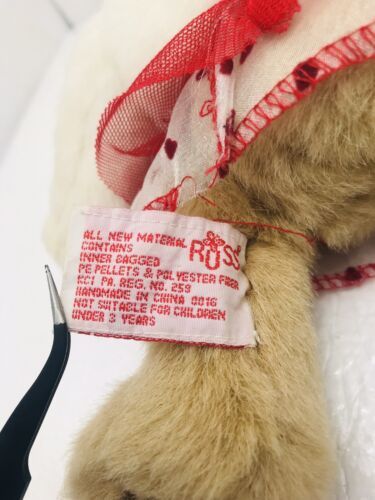 ALL NEW MATERIAL
RUSS®
CONTAINS
INNER BAGGED
PE PELLETS & POLYESTER FIBER
KCI PA. REG. NO. 259
HANDMADE IN CHINA 0016
NOT SUITABLE FOR CHILDREN
UNDER 3 YEARS